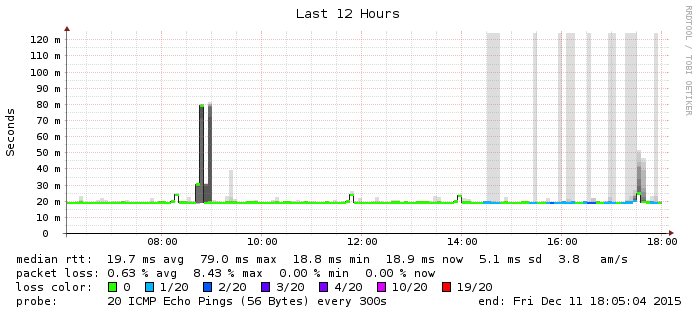 Last 12 Hours
RRDTOOL / TOBI OETIKER
Seconds
120 m
110 m
100 m
90 m
80 m
70 m
60 m
50 m
40 m
30 m
20 m
10 m
0
08:00 10:00 12:00 14:00 16:00 18:00
median rtt: 19.7 ms avg 79.0 ms max 18.8 ms min 18.9 ms now 5.1 ms sd 3.8 am/s
packet loss: 0.63 % avg 8.43 % max 0.00 % min 0.00 % now
loss color: 0 1/20 2/20 3/20 4/20 10/20 19/20
probe: 20 ICMP Echo Pings (56 Bytes) every 300s end: Fri Dec 11 18:05:04 2015